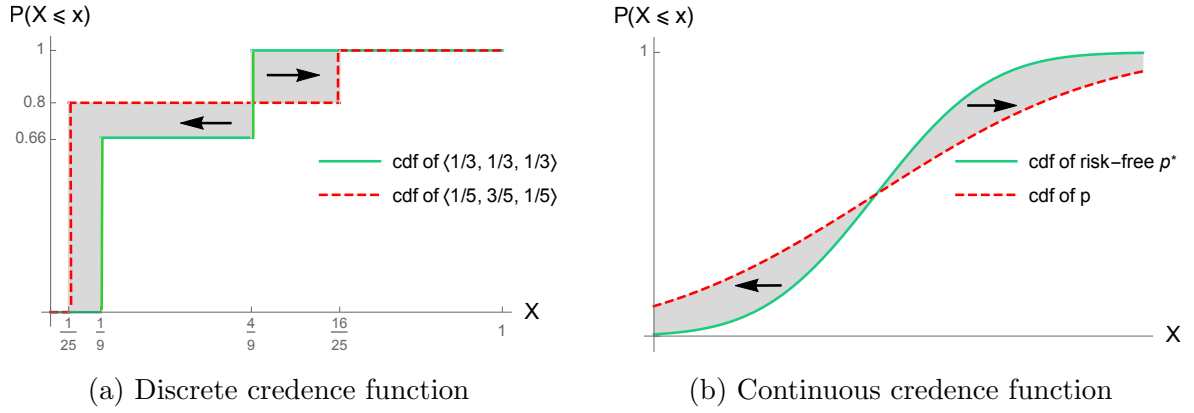 P(X ⩽ x)
1
0.8
0.66
1/25
1/9
4/9
16/25
1
X
cdf of ⟨1/3, 1/3, 1/3⟩
cdf of ⟨1/5, 3/5, 1/5⟩
(a) Discrete credence function
P(X ⩽ x)
1
X
cdf of risk−free p*
cdf of p
(b) Continuous credence function